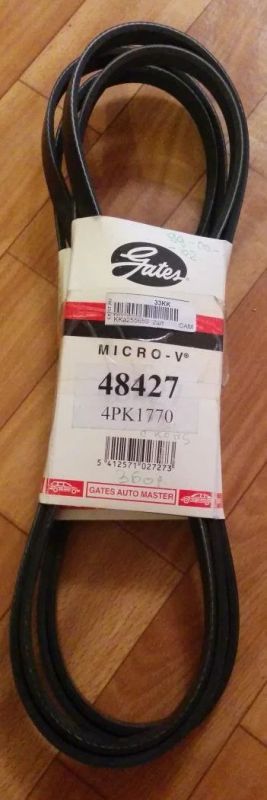 Gates
33KK
MICRO-V®
48427
4PK1770
5 412571 027273
GATES AUTO MASTER